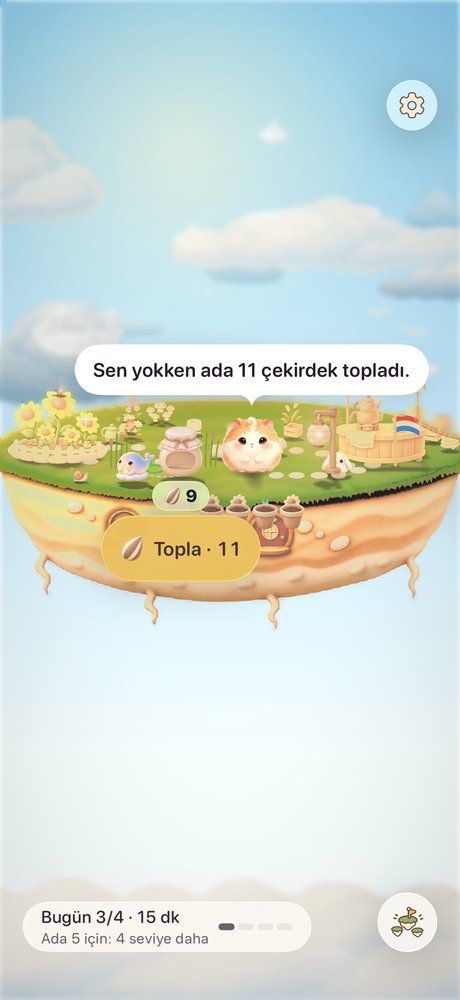 Sen yokken ada 11 çekirdek topladı.
9
Topla · 11
Bugün 3/4 · 15 dk
Ada 5 için: 4 seviye daha